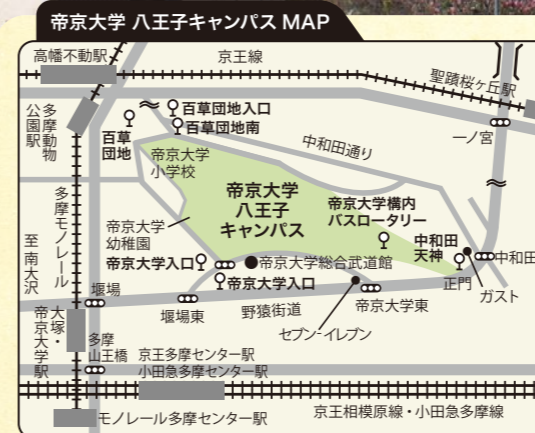 帝京大学 八王子キャンパス MAP
高幡不動駅
京王線
聖蹟桜ヶ丘駅
多摩動物
公園駅
百草
団地
百草団地入口
百草団地南
帝京大学
小学校
中和田通り
一ノ宮
帝京大学
八王子
キャンパス
帝京大学構内
バスロータリー
多摩モノレール
至 南大沢
帝京大学
幼稚園
帝京大学入口
帝京大学総合武道館
中和田
天神
中和田
正門
ガスト
堰場
帝京大学入口
堰場東
野猿街道
セブン-イレブン
帝京大学東
大塚・
帝京大学駅
多摩
山王橋
京王多摩センター駅
小田急多摩センター駅
モノレール多摩センター駅
京王相模原線・小田急多摩線